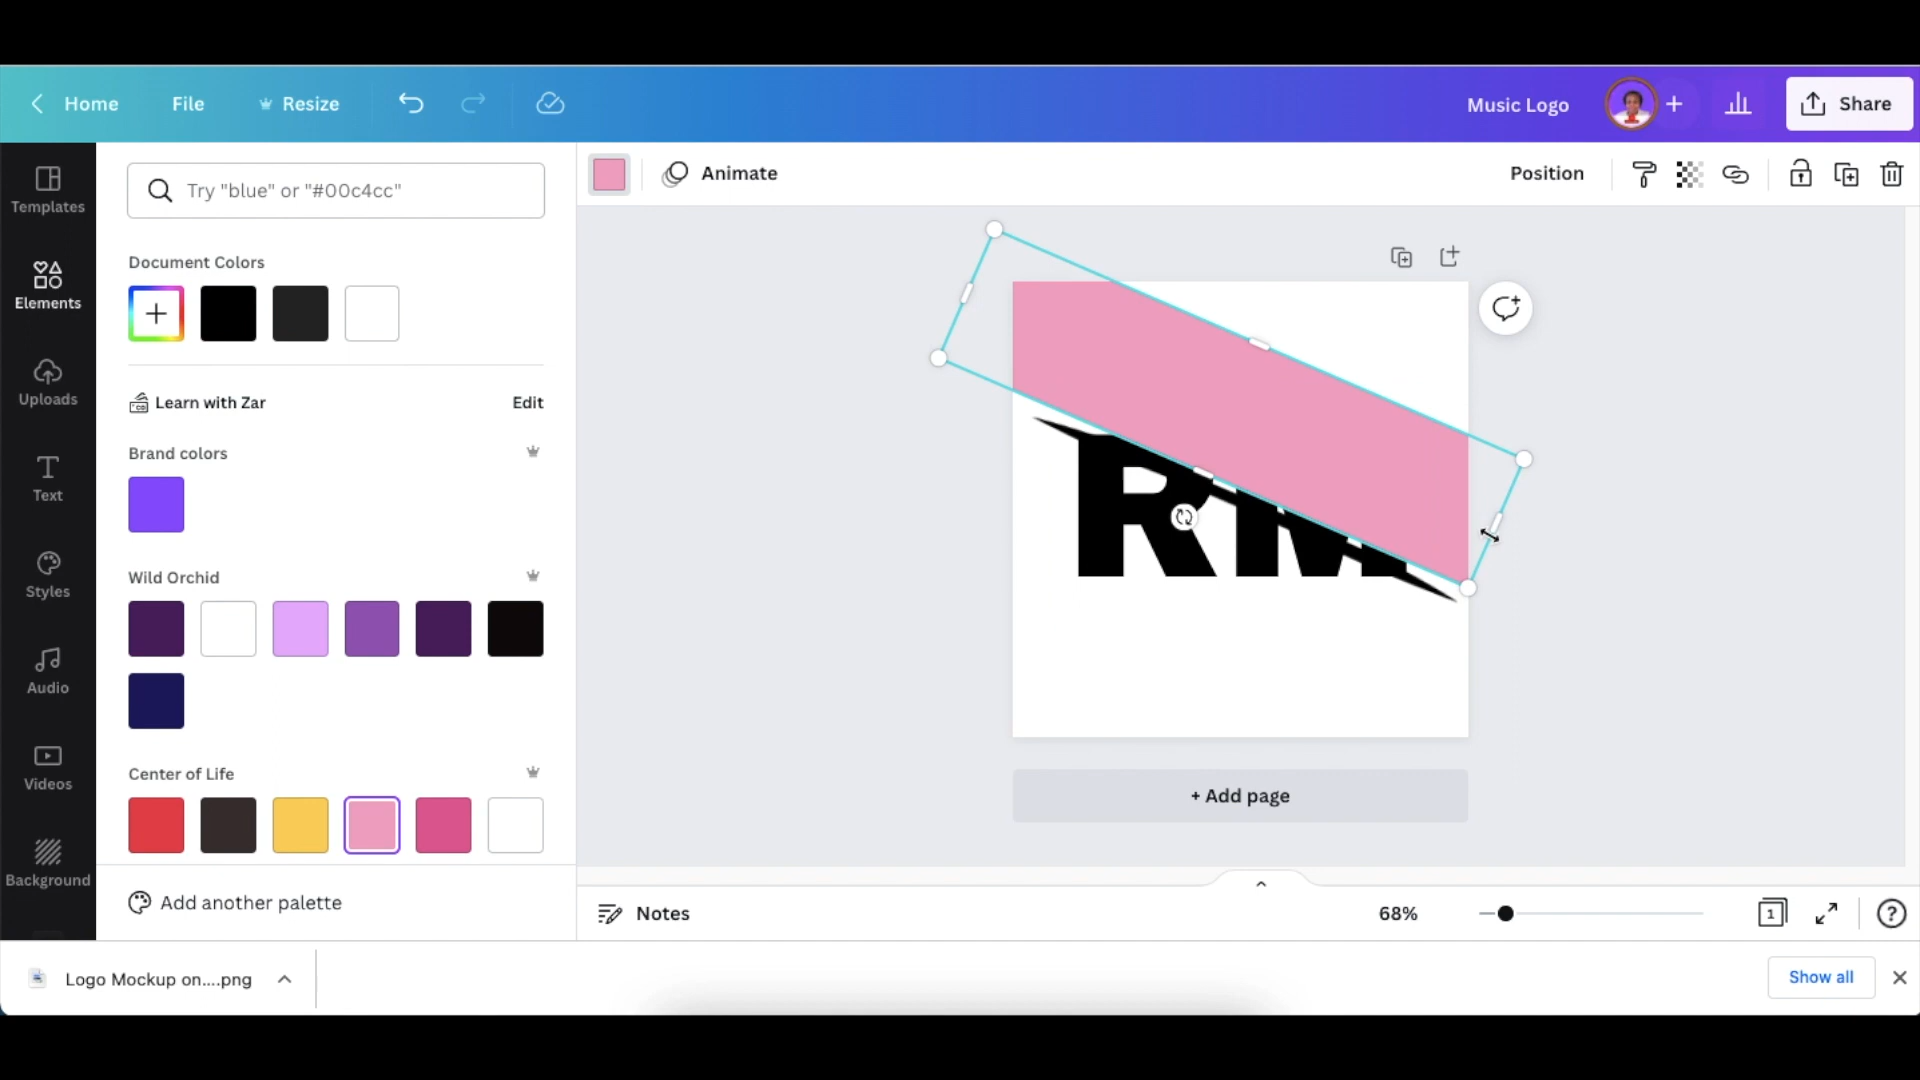 Home File Resize Music Logo Share
Templates
Elements
Uploads
Text
Styles
Audio
Videos
Background
Try "blue" or "#00c4cc"
Document Colors
Learn with Zar Edit
Brand colors
Wild Orchid
Center of Life
Add another palette
Animate Position
RM
+ Add page
Notes 68% 1 ?
Logo Mockup on....png Show all